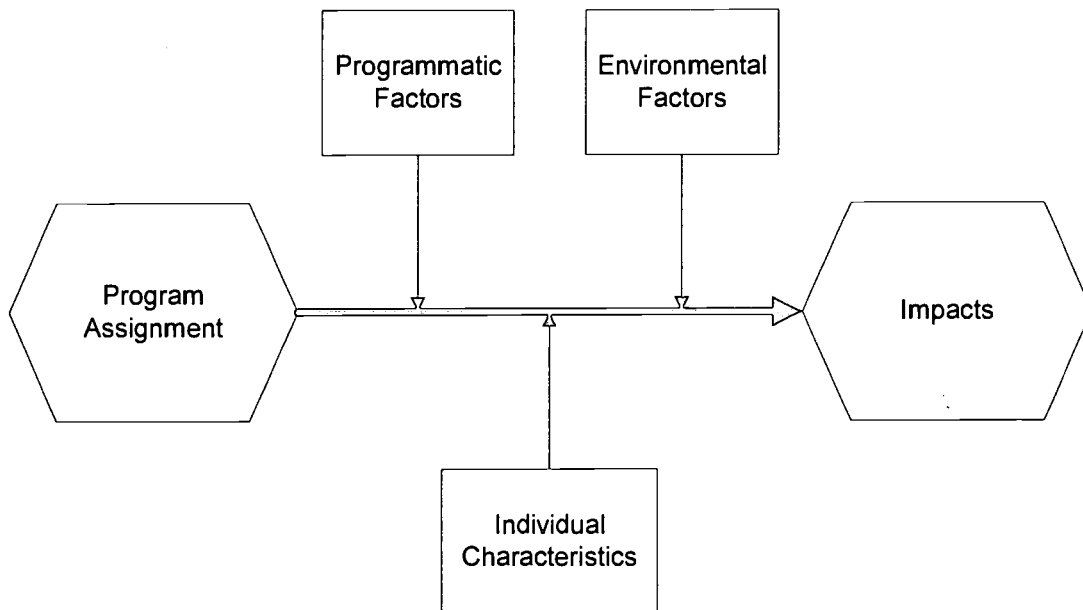 Programmatic
Factors
Environmental
Factors
Program
Assignment
Impacts
Individual
Characteristics